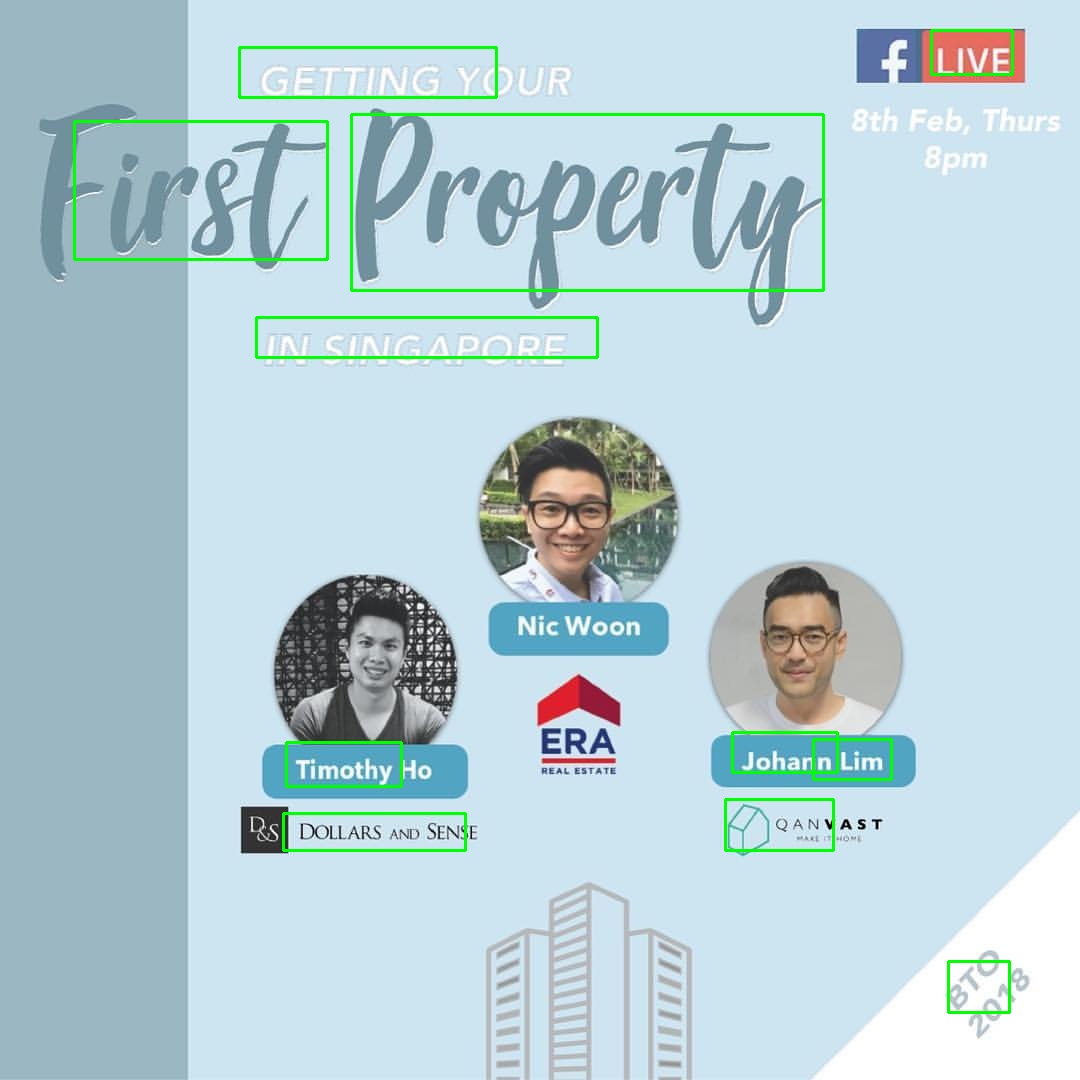 GETTING YOUR
First Property
IN SINGAPORE
f LIVE
8th Feb, Thurs
8pm
Nic Woon
ERA
REAL ESTATE
Timothy Ho
D&S DOLLARS AND SENSE
Johann Lim
QANVAST
MAKE IT HOME
BTO
2018